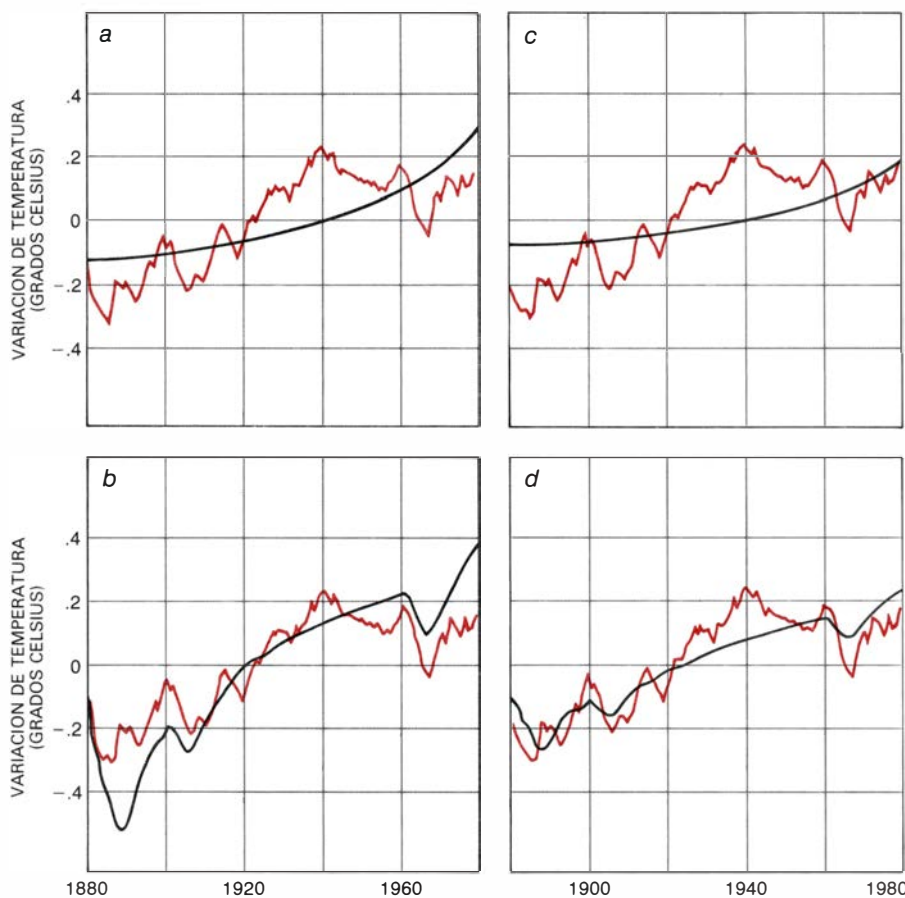 a
c
VARIACION DE TEMPERATURA
(GRADOS CELSIUS)
.4
.2
0
−.2
−.4
b
d
VARIACION DE TEMPERATURA
(GRADOS CELSIUS)
.4
.2
0
−.2
−.4
1880 1920 1960 1900 1940 1980